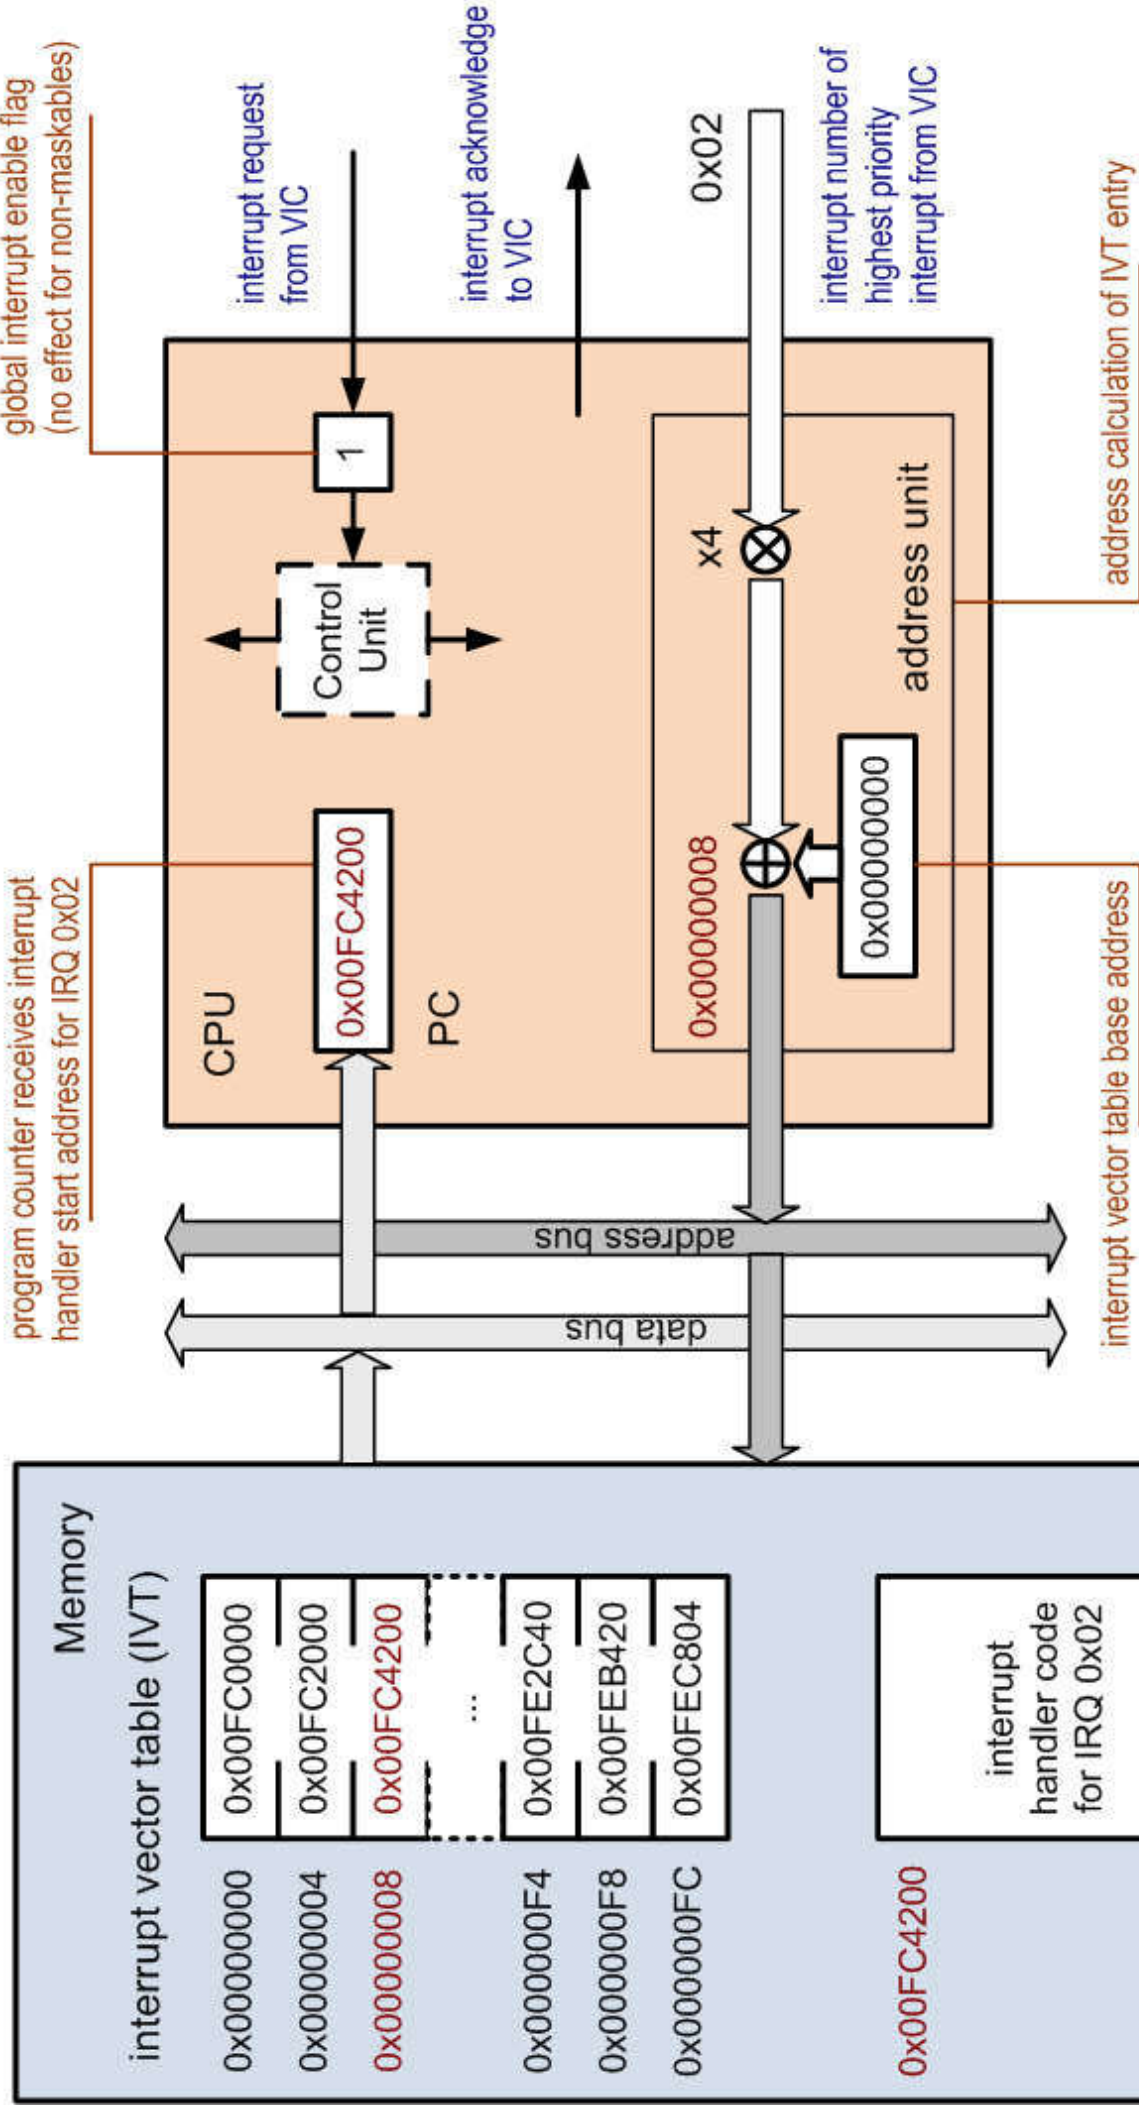 program counter receives interrupt
handler start address for IRQ 0x02
global interrupt enable flag
(no effect for non-maskables)
Memory
interrupt vector table (IVT)
0x00000000
0x00FC0000
0x00000004
0x00FC2000
0x00000008
0x00FC4200
...
0x000000F4
0x00FE2C40
0x000000F8
0x00FEB420
0x000000FC
0x00FEC804
0x00FC4200
interrupt
handler code
for IRQ 0x02
data bus
address bus
CPU
0x00FC4200
PC
Control
Unit
1
interrupt request
from VIC
interrupt acknowledge
to VIC
0x00000008
x4
0x02
0x00000000
address unit
interrupt number of
highest priority
interrupt from VIC
interrupt vector table base address
address calculation of IVT entry